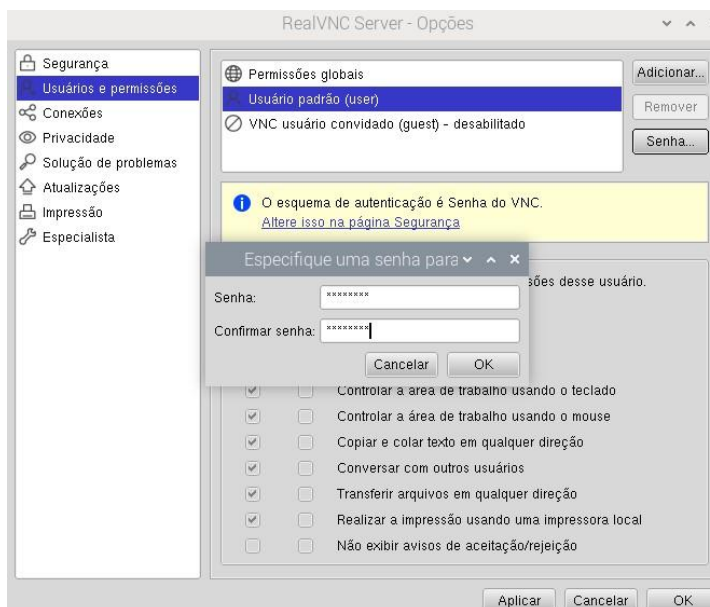 RealVNC Server - Opções
Segurança
Usuários e permissões
Conexões
Privacidade
Solução de problemas
Atualizações
Impressão
Especialista
Permissões globais
Usuário padrão (user)
VNC usuário convidado (guest) - desabilitado
Adicionar...
Remover
Senha...
O esquema de autenticação é Senha do VNC.
Altere isso na página Segurança
Especifique uma senha para
sões desse usuário.
Senha: ********
Confirmar senha: ********
Cancelar OK
Controlar a área de trabalho usando o teclado
Controlar a área de trabalho usando o mouse
Copiar e colar texto em qualquer direção
Conversar com outros usuários
Transferir arquivos em qualquer direção
Realizar a impressão usando uma impressora local
Não exibir avisos de aceitação/rejeição
Aplicar Cancelar OK